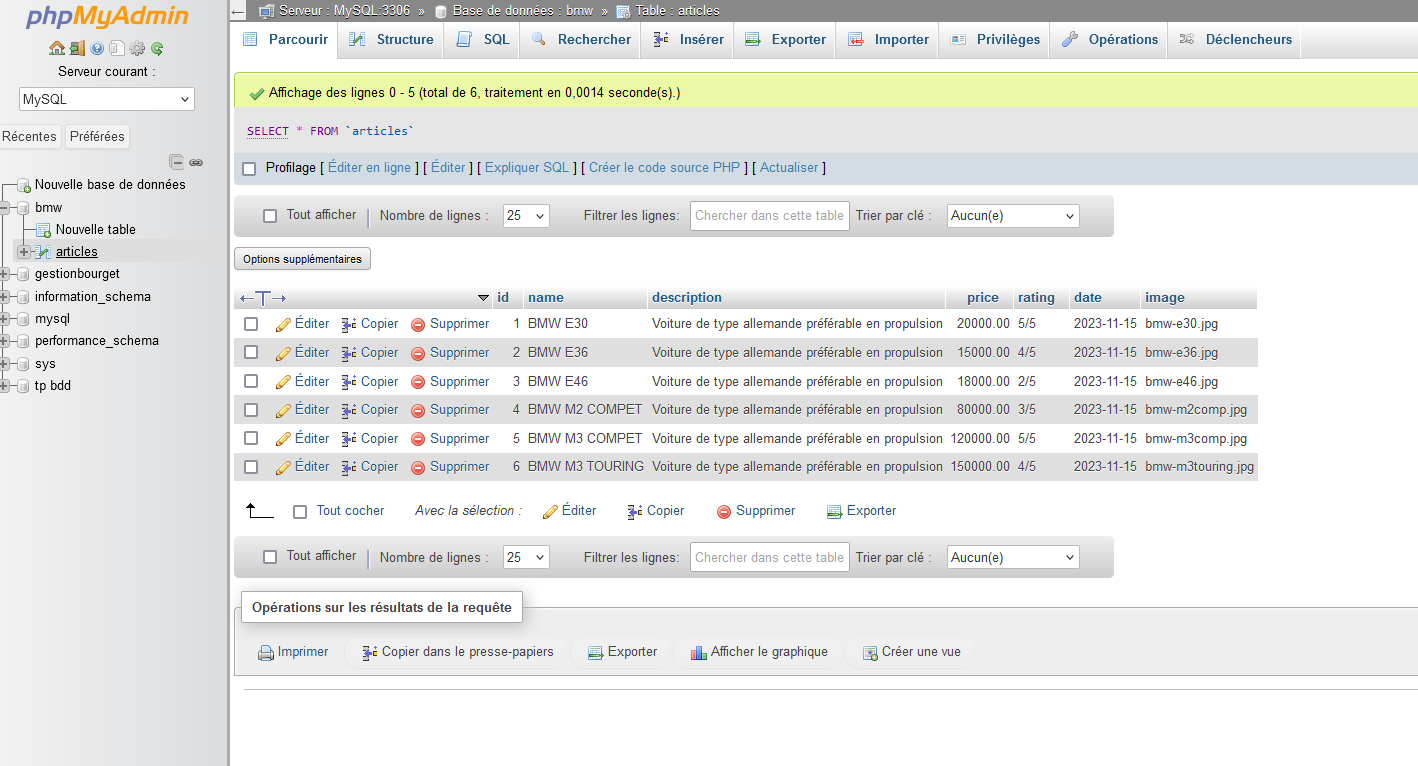 phpMyAdmin
Serveur courant :
MySQL
Récentes Préférées
Nouvelle base de données
bmw
Nouvelle table
articles
gestionbourget
information_schema
mysql
performance_schema
sys
tp bdd
Serveur : MySQL:3306 » Base de données : bmw » Table : articles
Parcourir Structure SQL Rechercher Insérer Exporter Importer Privilèges Opérations Déclencheurs
Affichage des lignes 0 - 5 (total de 6, traitement en 0,0014 seconde(s).)
SELECT * FROM `articles`
Profilage [ Éditer en ligne ] [ Éditer ] [ Expliquer SQL ] [ Créer le code source PHP ] [ Actualiser ]
Tout afficher Nombre de lignes : 25 Filtrer les lignes: Chercher dans cette table Trier par clé : Aucun(e)
Options supplémentaires
←T→ id name description price rating date image
Éditer Copier Supprimer 1 BMW E30 Voiture de type allemande préférable en propulsion 20000.00 5/5 2023-11-15 bmw-e30.jpg
Éditer Copier Supprimer 2 BMW E36 Voiture de type allemande préférable en propulsion 15000.00 4/5 2023-11-15 bmw-e36.jpg
Éditer Copier Supprimer 3 BMW E46 Voiture de type allemande préférable en propulsion 18000.00 2/5 2023-11-15 bmw-e46.jpg
Éditer Copier Supprimer 4 BMW M2 COMPET Voiture de type allemande préférable en propulsion 80000.00 3/5 2023-11-15 bmw-m2comp.jpg
Éditer Copier Supprimer 5 BMW M3 COMPET Voiture de type allemande préférable en propulsion 120000.00 5/5 2023-11-15 bmw-m3comp.jpg
Éditer Copier Supprimer 6 BMW M3 TOURING Voiture de type allemande préférable en propulsion 150000.00 4/5 2023-11-15 bmw-m3touring.jpg
Tout cocher Avec la sélection : Éditer Copier Supprimer Exporter
Tout afficher Nombre de lignes : 25 Filtrer les lignes: Chercher dans cette table Trier par clé : Aucun(e)
Opérations sur les résultats de la requête
Imprimer Copier dans le presse-papiers Exporter Afficher le graphique Créer une vue